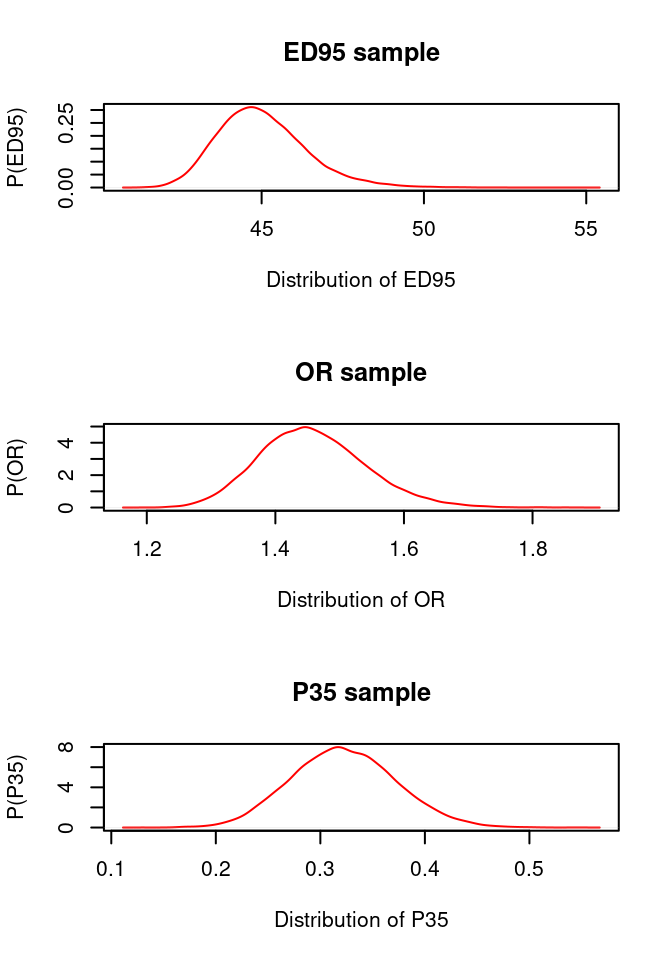 ED95 sample
P(ED95)
0.25
0.00
45 50 55
Distribution of ED95
OR sample
P(OR)
4
2
0
1.2 1.4 1.6 1.8
Distribution of OR
P35 sample
P(P35)
8
4
0
0.1 0.2 0.3 0.4 0.5
Distribution of P35